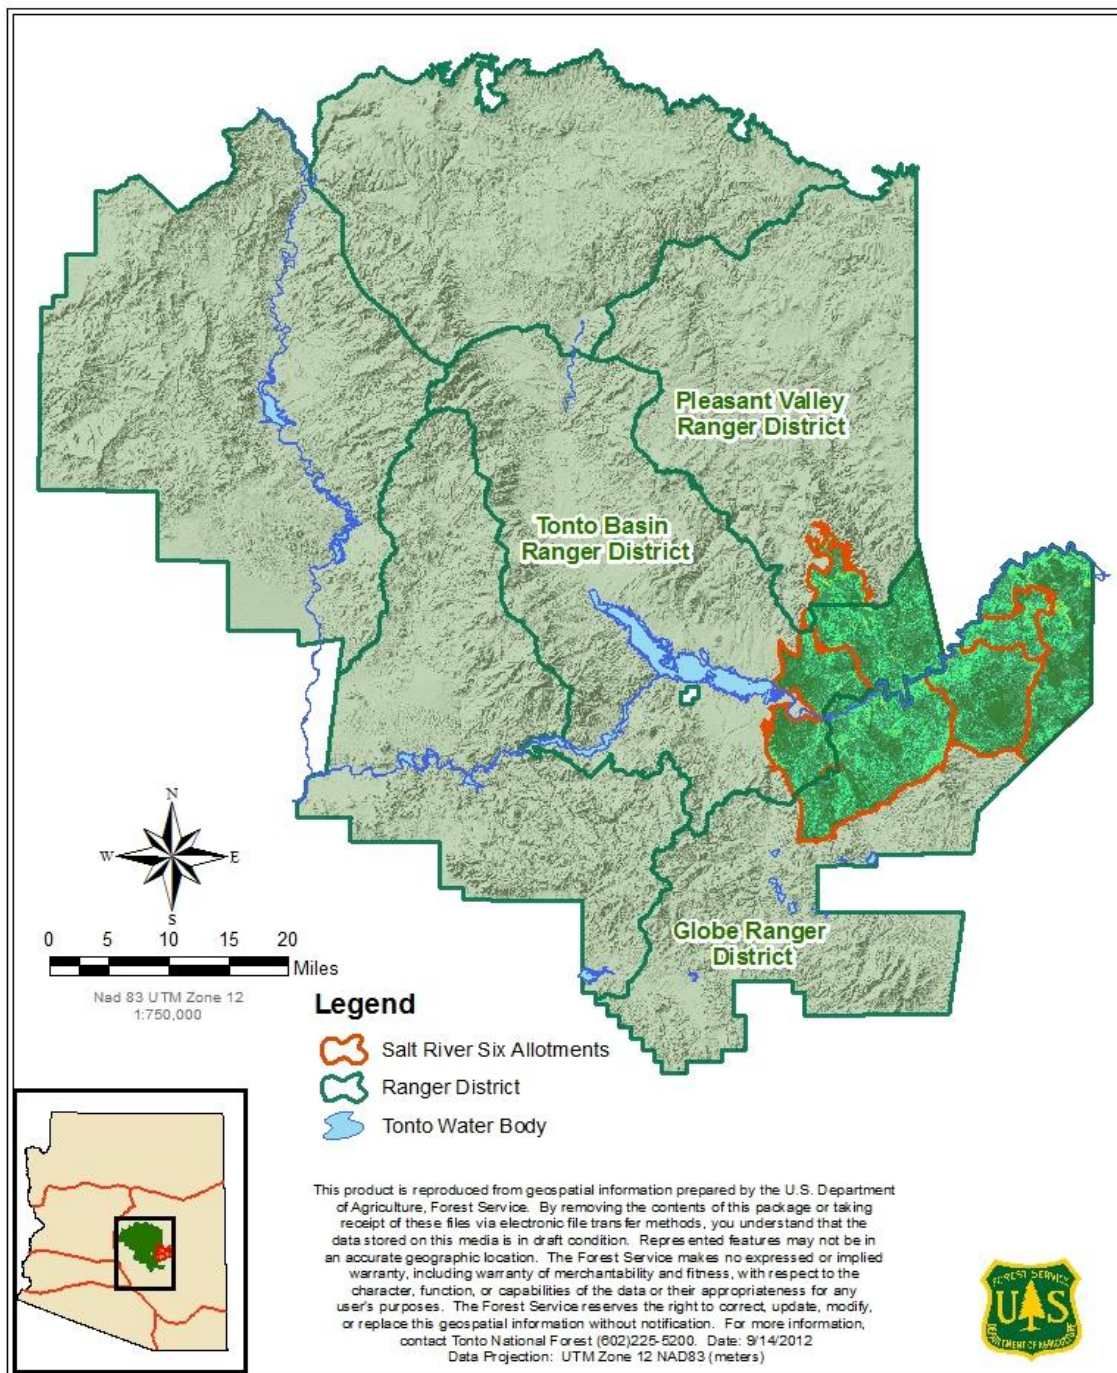 Pleasant Valley
Ranger District
Tonto Basin
Ranger District
Globe Ranger
District
N
W
E
S
0 5 10 15 20
Miles
Nad 83 UTM Zone 12
1:750,000
Legend
Salt River Six Allotments
Ranger District
Tonto Water Body
This product is reproduced from geospatial information prepared by the U.S. Department
of Agriculture, Forest Service. By removing the contents of this package or taking
receipt of these files via electronic file transfer methods, you understand that the
data stored on this media is in draft condition. Represented features may not be in
an accurate geographic location. The Forest Service makes no expressed or implied
warranty, including warranty of merchantability and fitness, with respect to the
character, function, or capabilities of the data or their appropriateness for any
user's purposes. The Forest Service reserves the right to correct, update, modify,
or replace this geospatial information without notification. For more information,
contact Tonto National Forest (602)225-5200. Date: 9/14/2012
Data Projection: UTM Zone 12 NAD83 (meters)
FOREST SERVICE
US
DEPARTMENT OF AGRICULTURE